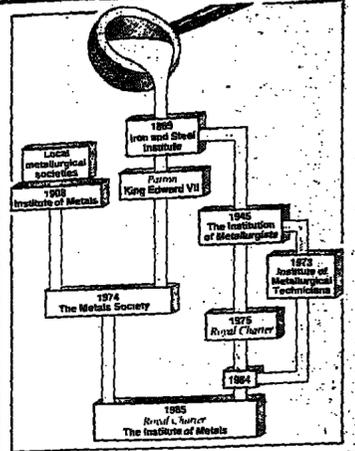 1869
Iron and Steel
Institute
Patron
King Edward VII
Local
metallurgical
societies
1908
Institute of Metals
1945
The Institution
of Metallurgists
1973
Institute of
Metallurgical
Technicians
1974
The Metals Society
1975
Royal Charter
1984
1985
Royal Charter
The Institute of Metals